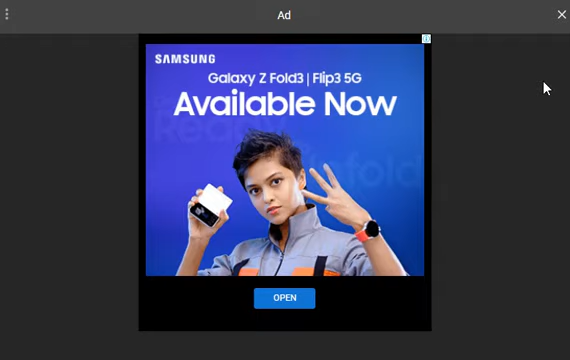 Ad
SAMSUNG
Galaxy Z Fold3 | Flip3 5G
Available Now
OPEN